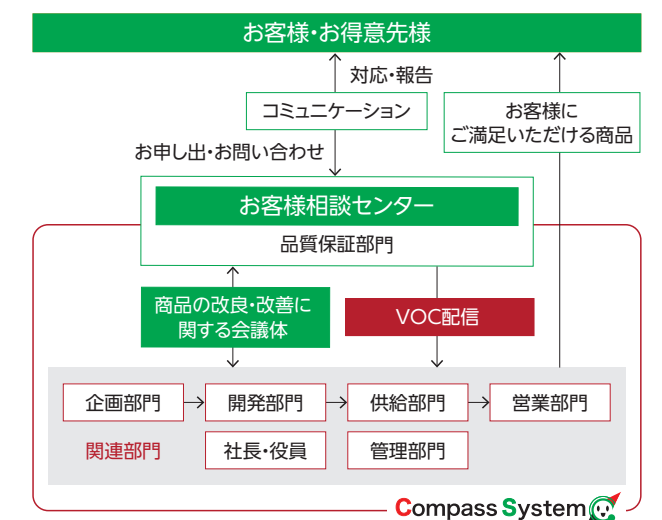 お客様・お得意先様
対応・報告
コミュニケーション
お客様に
ご満足いただける商品
お申し出・お問い合わせ
お客様相談センター
品質保証部門
商品の改良・改善に
関する会議体
VOC配信
企画部門
開発部門
供給部門
営業部門
関連部門
社長・役員
管理部門
Compass System